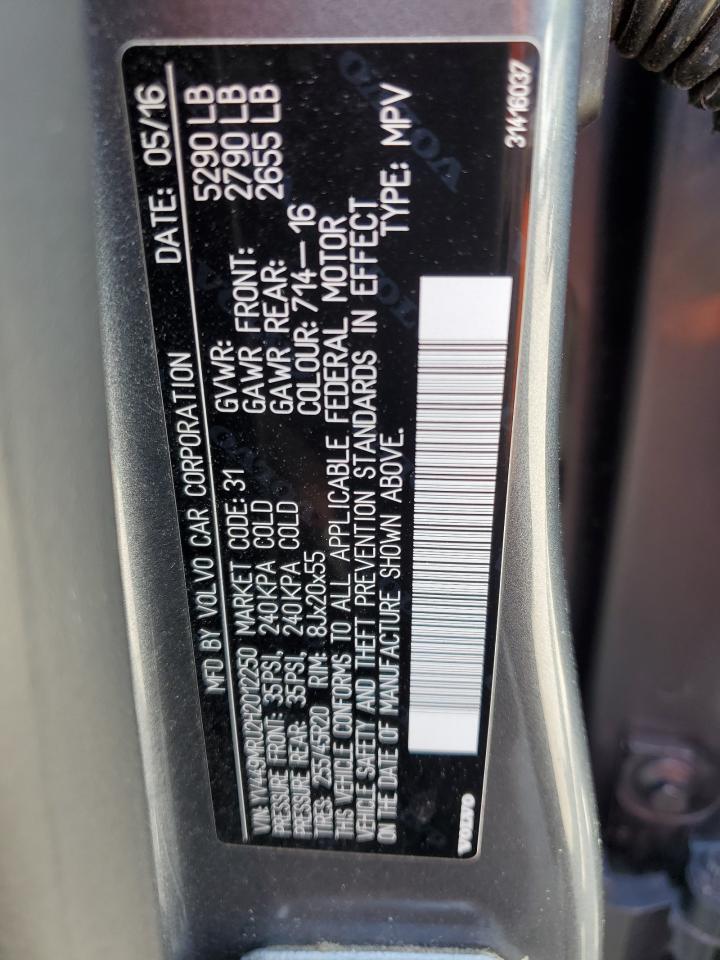 MFD BY VOLVO CAR CORPORATION DATE: 05/16
VIN: YV449MRU2H2012250 MARKET CODE: 31 GVWR: 5290 LB
PRESSURE FRONT: 35PSI, 240KPA COLD GAWR FRONT: 2790 LB
PRESSURE REAR: 35PSI, 240KPA COLD GAWR REAR: 2655 LB
TIRES: 255/45R20 RIM: 8Jx20x55 COLOUR: 714-16
THIS VEHICLE CONFORMS TO ALL APPLICABLE FEDERAL MOTOR
VEHICLE SAFETY AND THEFT PREVENTION STANDARDS IN EFFECT
ON THE DATE OF MANUFACTURE SHOWN ABOVE. TYPE: MPV
VOLVO 31416037